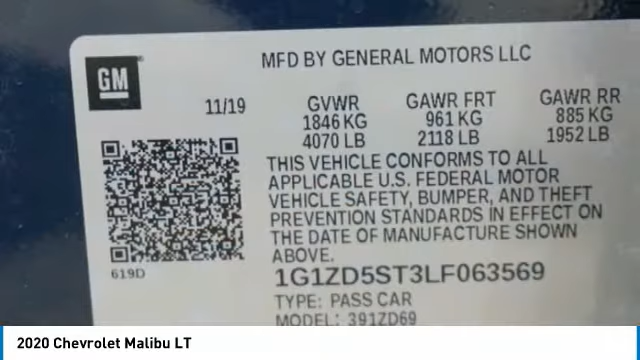 MFD BY GENERAL MOTORS LLC
GM
11/19
GVWR
1846 KG
4070 LB
GAWR FRT
961 KG
2118 LB
GAWR RR
885 KG
1952 LB
THIS VEHICLE CONFORMS TO ALL
APPLICABLE U.S. FEDERAL MOTOR
VEHICLE SAFETY, BUMPER, AND THEFT
PREVENTION STANDARDS IN EFFECT ON
THE DATE OF MANUFACTURE SHOWN
ABOVE.
619D
1G1ZD5ST3LF063569
TYPE: PASS CAR
MODEL: 391ZD69
2020 Chevrolet Malibu LT